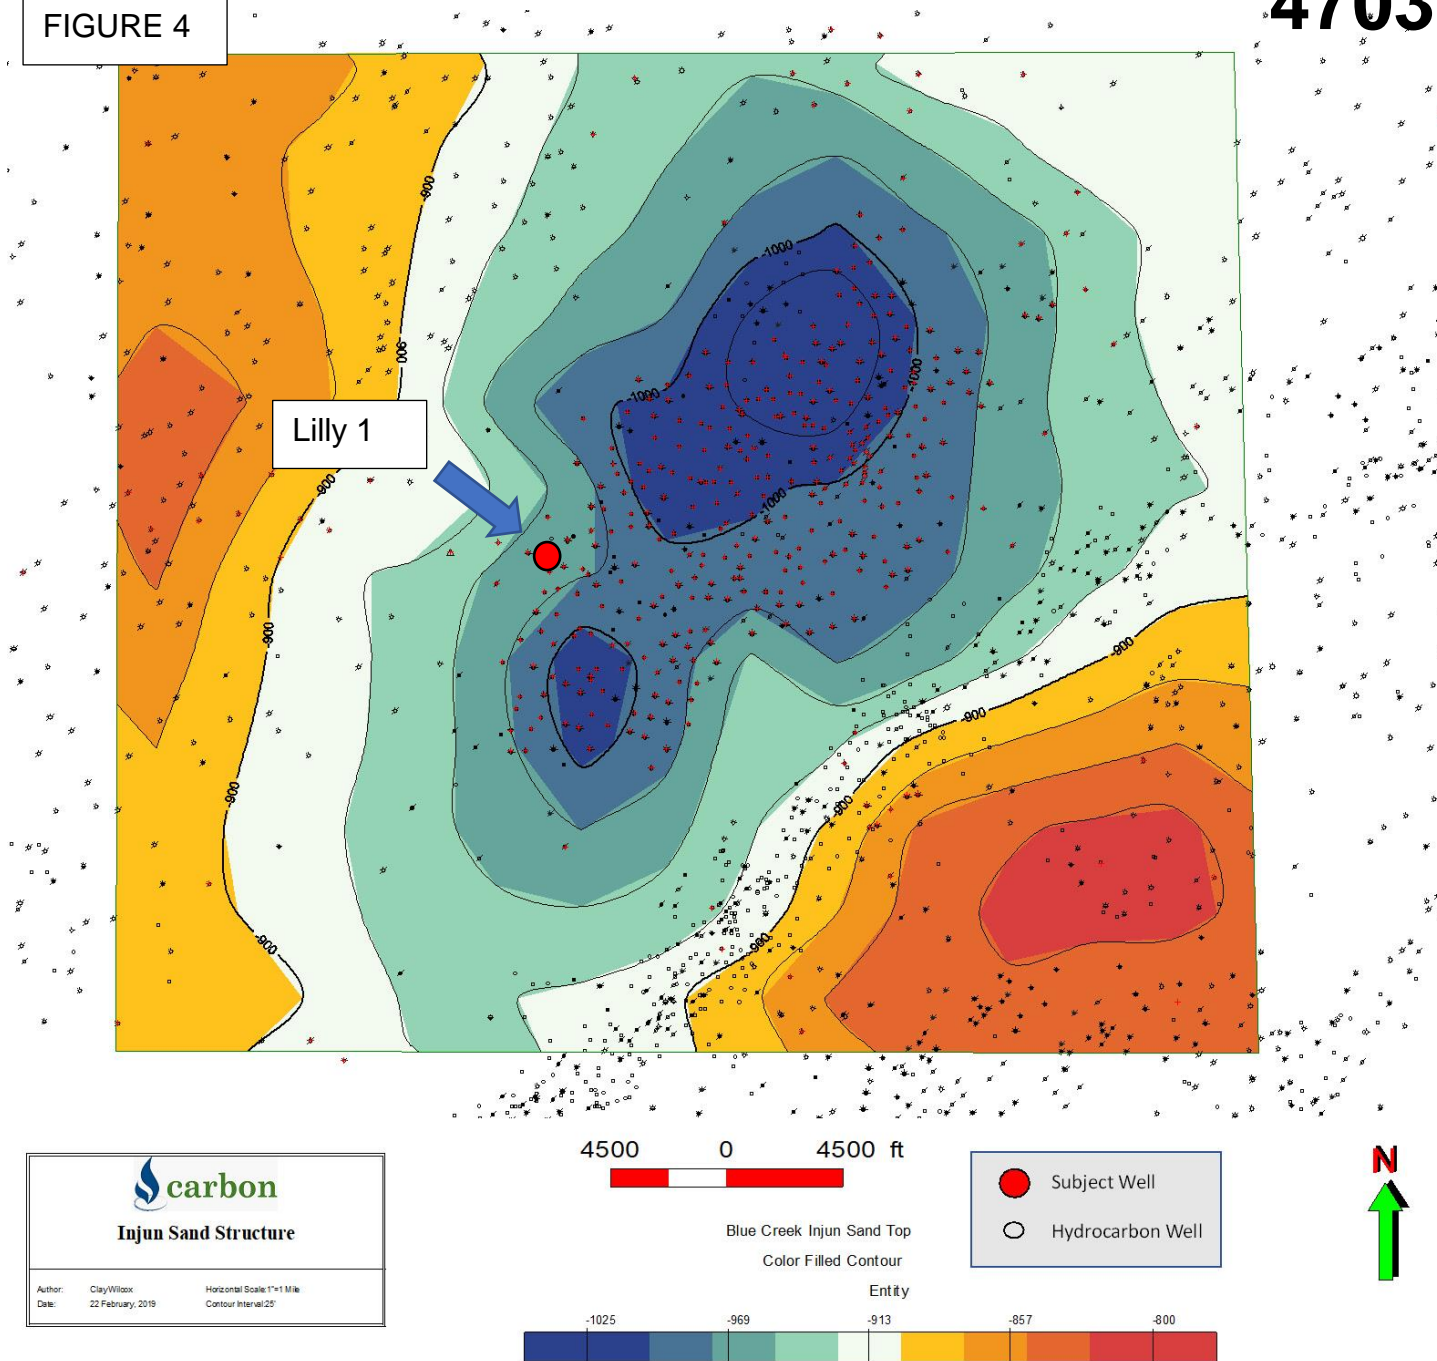 FIGURE 4
4703
-900
-1000
-900
-1000
-1000
Lilly 1
-900
-1000
-900
-900
-900
-900
-900
-900
-900
4500 0 4500 ft
carbon
Injun Sand Structure
Author: ClayWilcox Horizontal Scale:1"=1 Mile
Date: 22 February, 2019 Contour Interval:25'
Blue Creek Injun Sand Top
Color Filled Contour
Entity
Subject Well
Hydrocarbon Well
N
-1025 -969 -913 -857 -800